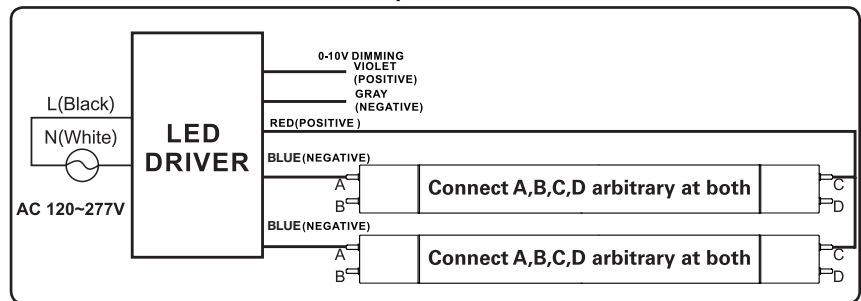 0-10V DIMMING
VIOLET
(POSITIVE)
GRAY
(NEGATIVE)
RED(POSITIVE)
L(Black)
N(White)
AC 120~277V
LED
DRIVER
BLUE(NEGATIVE)
A
B
Connect A,B,C,D arbitrary at both
C
D
BLUE(NEGATIVE)
A
B
Connect A,B,C,D arbitrary at both
C
D